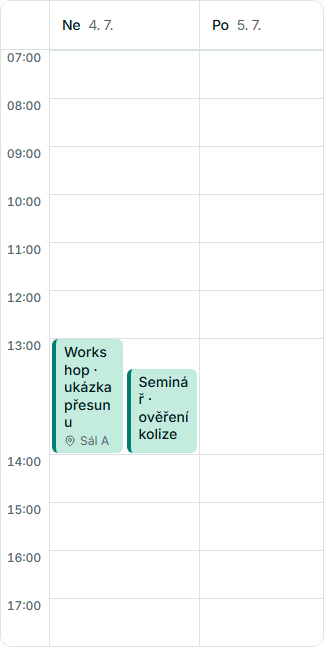 Ne 4. 7.
Po 5. 7.
07:00
08:00
09:00
10:00
11:00
12:00
13:00
Works
hop ·
ukázka
přesun
u
Sál A
Seminá
ř ·
ověření
kolize
14:00
15:00
16:00
17:00